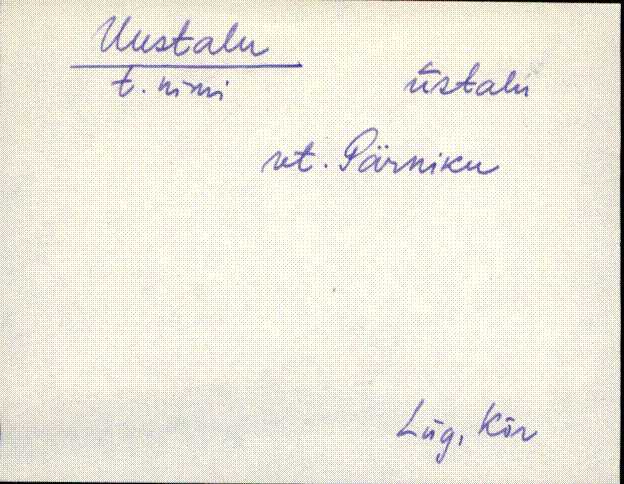 Uustalu
t. nimi ūstalu
vt. Pärniku
Lüg, Kõr